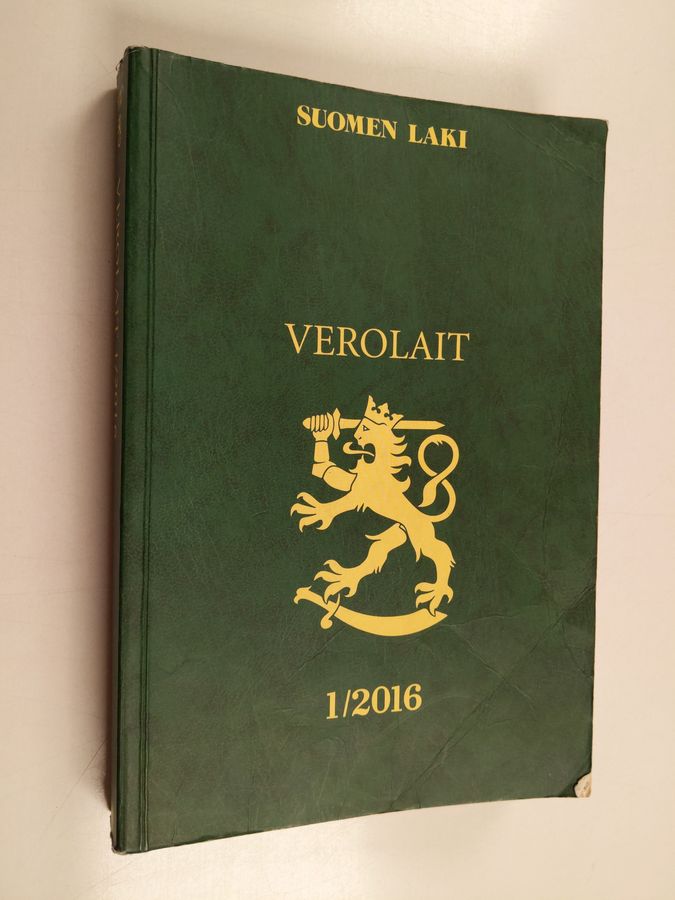 SUOMEN LAKI
VEROLAIT
1/2016